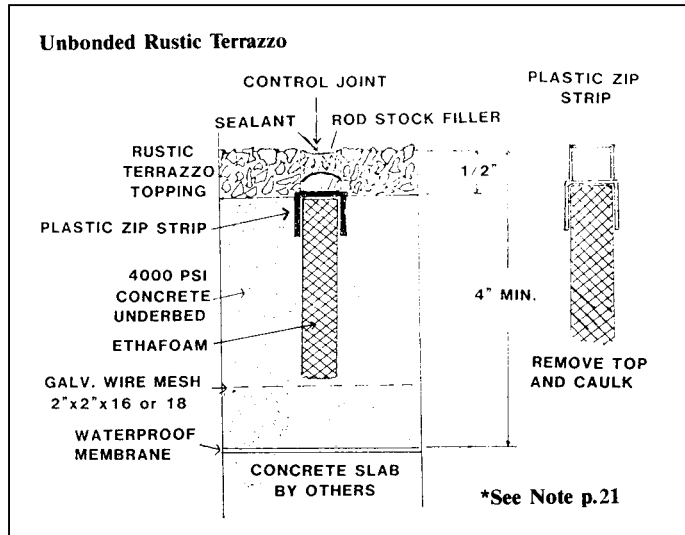 Unbonded Rustic Terrazzo
CONTROL JOINT
SEALANT
ROD STOCK FILLER
RUSTIC
TERRAZZO
TOPPING
PLASTIC ZIP STRIP
4000 PSI
CONCRETE
UNDERBED
ETHAFOAM
GALV. WIRE MESH
2"x2"x16 or 18
WATERPROOF
MEMBRANE
CONCRETE SLAB
BY OTHERS
1/2"
4" MIN.
PLASTIC ZIP
STRIP
REMOVE TOP
AND CAULK
*See Note p.21